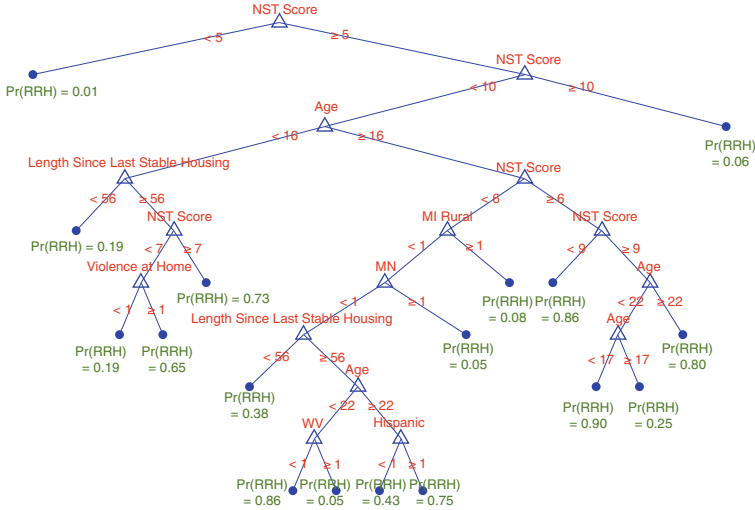 NST Score
< 5
≥ 5
NST Score
Pr(RRH) = 0.01
< 10
≥ 10
Age
Pr(RRH)
= 0.06
< 16
≥ 16
Length Since Last Stable Housing
NST Score
< 56
≥ 56
< 6
≥ 6
NST Score
MI Rural
NST Score
Pr(RRH) = 0.19
< 7
≥ 7
< 1
≥ 1
< 9
≥ 9
Violence at Home
MN
Age
Pr(RRH) = 0.73
Pr(RRH)
= 0.08
Pr(RRH)
= 0.86
< 1
≥ 1
< 1
≥ 1
< 22
≥ 22
Length Since Last Stable Housing
Age
Pr(RRH)
= 0.19
Pr(RRH)
= 0.65
Pr(RRH)
= 0.05
Pr(RRH)
= 0.80
< 56
≥ 56
< 17
≥ 17
Age
Pr(RRH)
= 0.38
Pr(RRH)
= 0.90
Pr(RRH)
= 0.25
< 22
≥ 22
WV
Hispanic
< 1
≥ 1
< 1
≥ 1
Pr(RRH)
= 0.86
Pr(RRH)
= 0.05
Pr(RRH)
= 0.43
Pr(RRH)
= 0.75